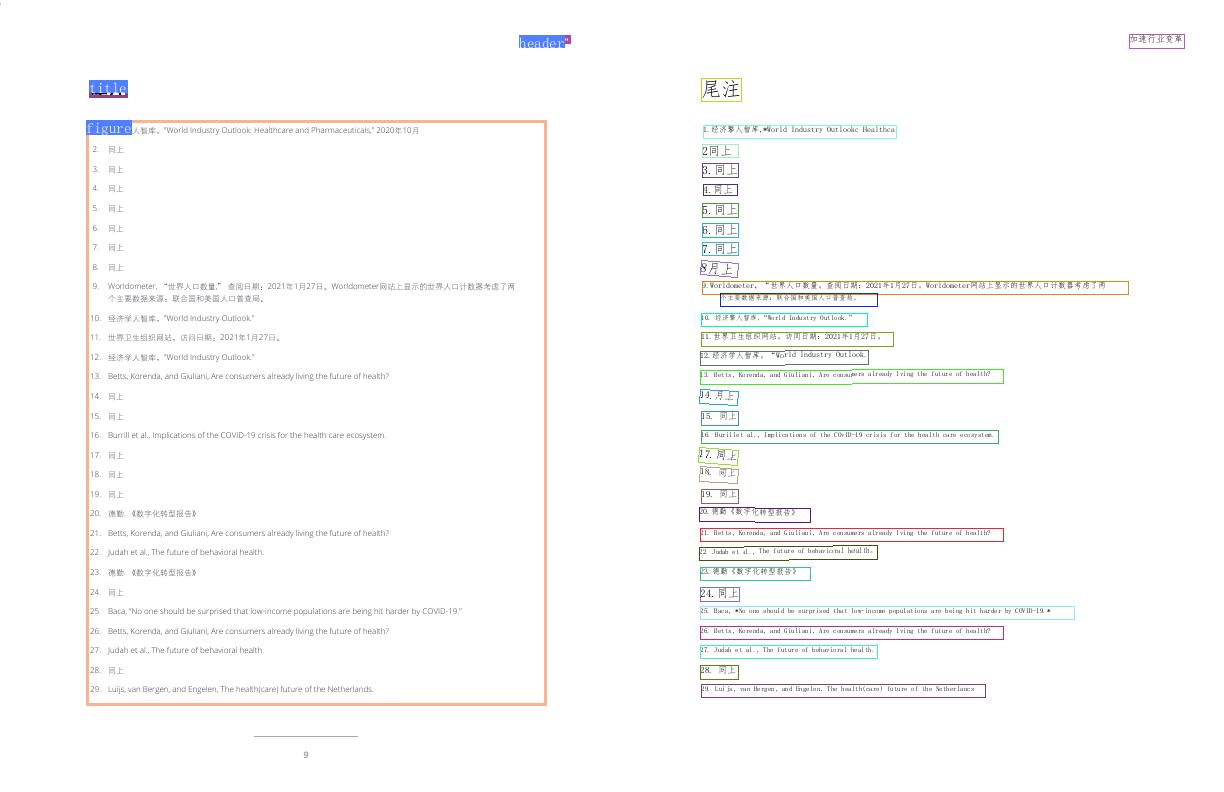 header"
title
figure人智库。"World Industry Outlook: Healthcare and Pharmaceuticals," 2020年10月
2. 同上
3. 同上
4. 同上
5. 同上
6. 同上
7. 同上
8. 同上
9. Worldometer, “世界人口数量,” 查阅日期：2021年1月27日。Worldometer网站上显示的世界人口计数器考虑了两
个主要数据来源：联合国和美国人口普查局。
10. 经济学人智库。"World Industry Outlook."
11. 世界卫生组织网站。访问日期：2021年1月27日。
12. 经济学人智库。"World Industry Outlook."
13. Betts, Korenda, and Giuliani, Are consumers already living the future of health?
14. 同上
15. 同上
16. Burrill et al., Implications of the COVID-19 crisis for the health care ecosystem.
17. 同上
18. 同上
19. 同上
20. 德勤.《数字化转型报告》
21. Betts, Korenda, and Giuliani, Are consumers already living the future of health?
22. Judah et al., The future of behavioral health.
23. 德勤.《数字化转型报告》
24. 同上
25. Baca, "No one should be surprised that low-income populations are being hit harder by COVID-19."
26. Betts, Korenda, and Giuliani, Are consumers already living the future of health?
27. Judah et al., The future of behavioral health.
28. 同上
29. Luijs, van Bergen, and Engelen, The health(care) future of the Netherlands.
9
加速行业变革
尾注
1. 经济繁人智库,*World Industry Outlookc Healthca
2同上
3. 同上
4. 同上
5. 同上
6. 同上
7. 同上
8月上
9. Worldometer, “世界人口数量。查阅日期：2021年1月27日。Worldometer网站上显示的世界人口计数器考虑了两
个主要数据来源：联合国和美国人口普查局。
10. 经济繁人智库，“World Industry Outlook.”
11. 世界卫生组织网站。访问日期：2021年1月27日。
12. 经济学人智库。“World Industry Outlook.
13. Betts, Korenda, and Giuliani, Are consumers already lving the future of health?
14. 月上
15. 同上
16. Burillet al., Implications of the COVID-19 crisis for the health care ecosystem.
17. 同上
18. 同上
19. 同上
20. 德勤《数字化转型报告》
21. Betts, Korenda, and Giuliani, Are consumers already lving the future of health?
22 Judah et al., The future of behavioral health.
23. 德勤《数字化转型报告》
24. 同上
25. Baca, *No one should be surprised that low-income populations are being hit harder by COVID-19.*
26. Betts, Korenda, and Giuliani, Are consumers already lving the future of health?
27. Judah et al., The future of behavioral health.
28. 同上
29. Luijs, van Bergen, and Engelen, The health(care) future of the Netherlancs